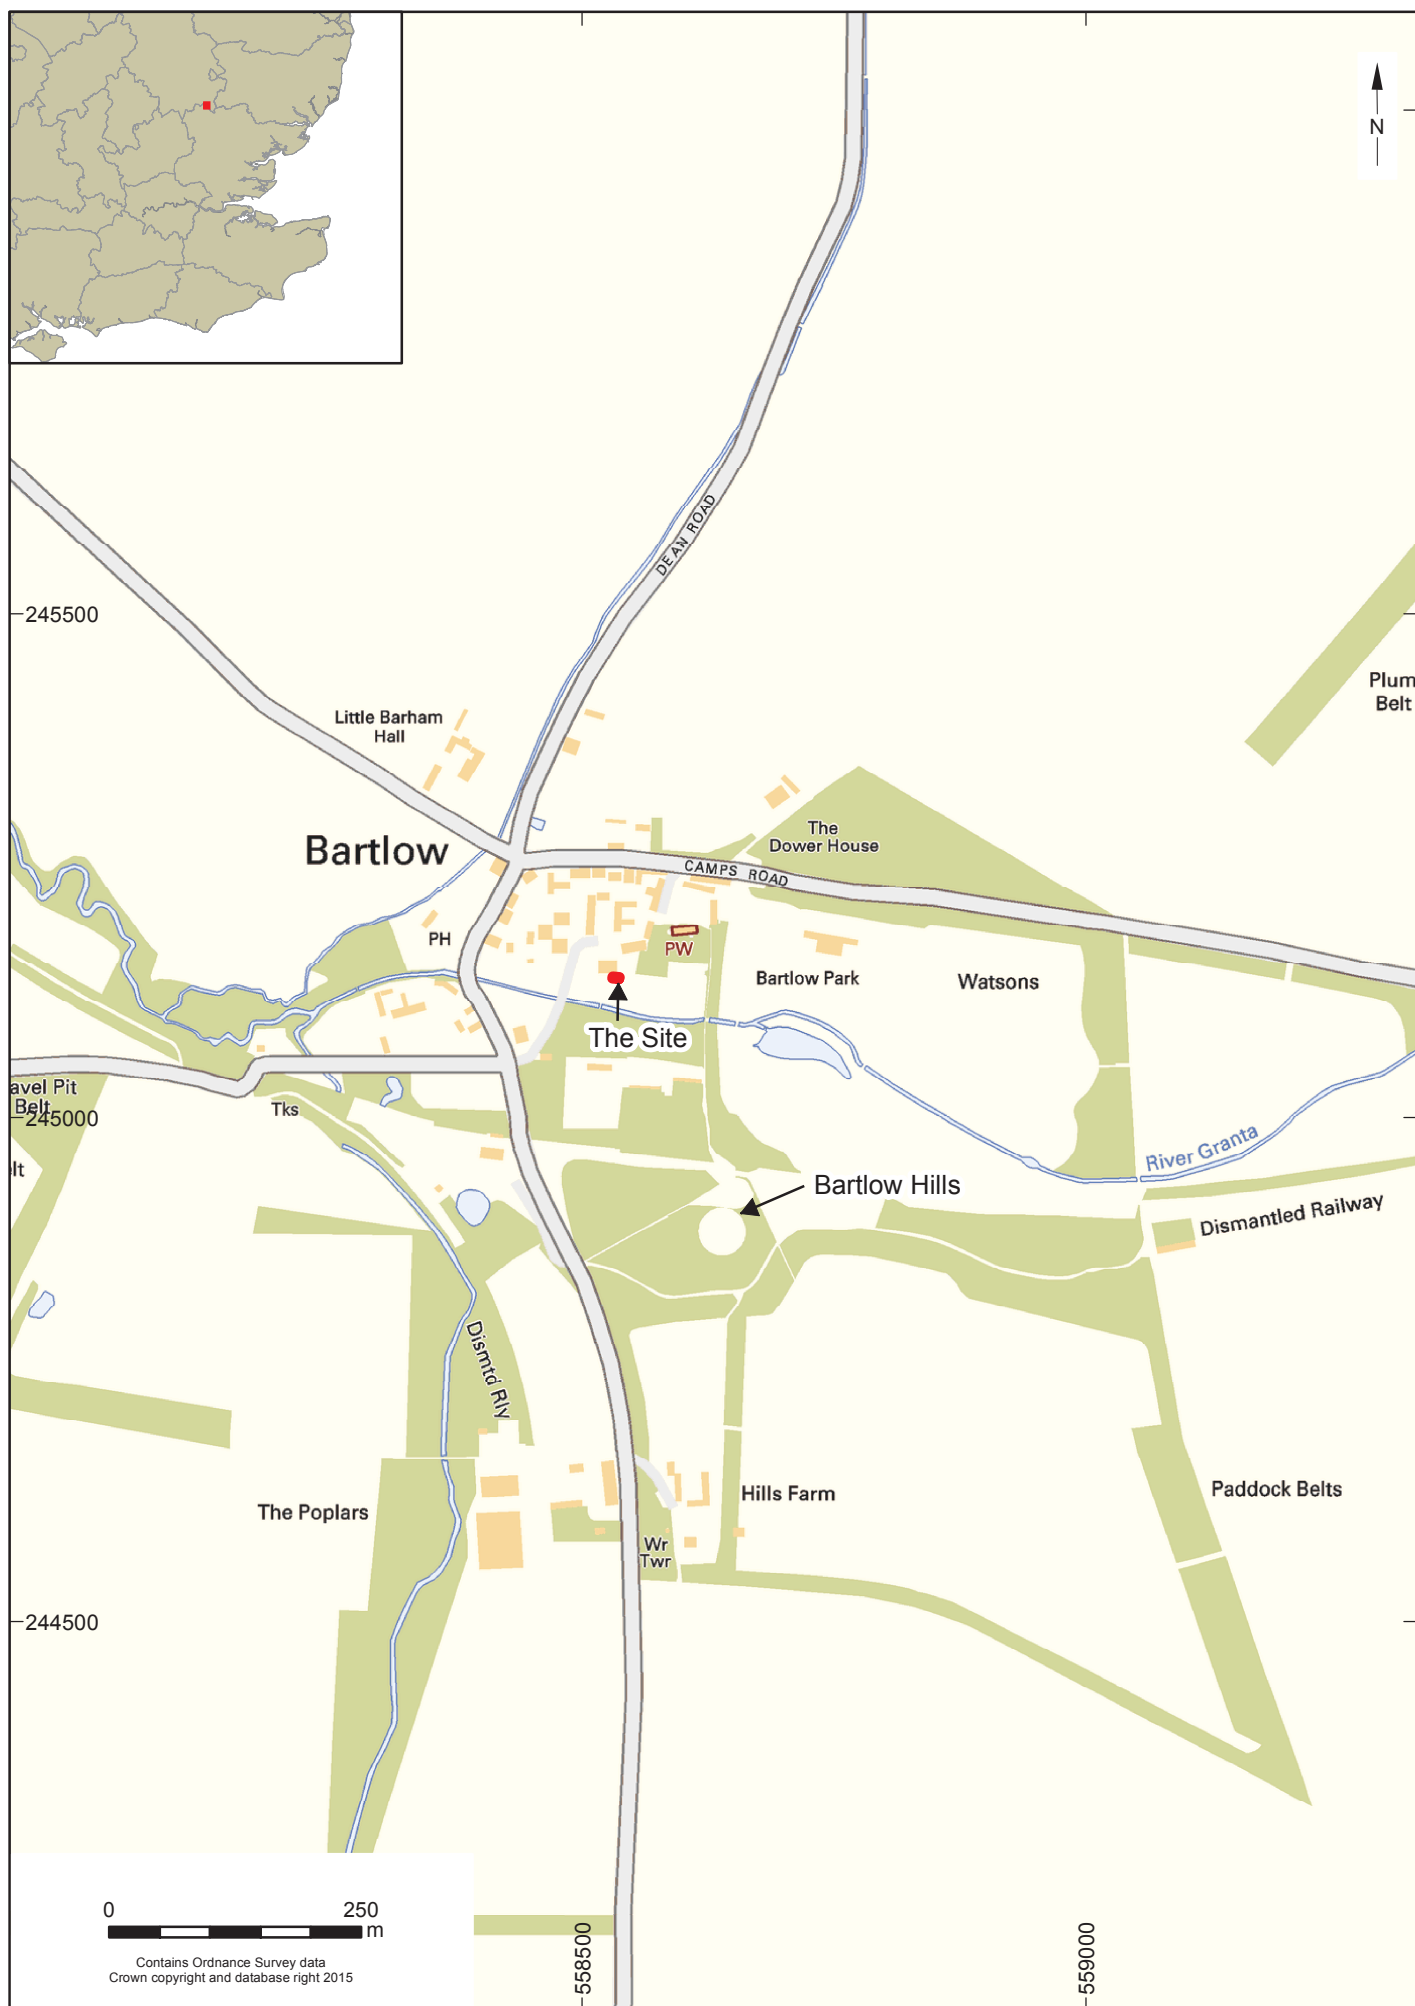 N
DEAN ROAD
245500
Plum
Belt
Little Barham
Hall
Bartlow
The
Dower House
CAMPS ROAD
PH
PW
Bartlow Park
Watsons
The Site
avel Pit
Belt
245000
Tks
River Granta
elt
Bartlow Hills
Dismantled Railway
Dismtd Rly
The Poplars
Hills Farm
Paddock Belts
Wr
Twr
244500
0 250
m
Contains Ordnance Survey data
Crown copyright and database right 2015
558500
559000